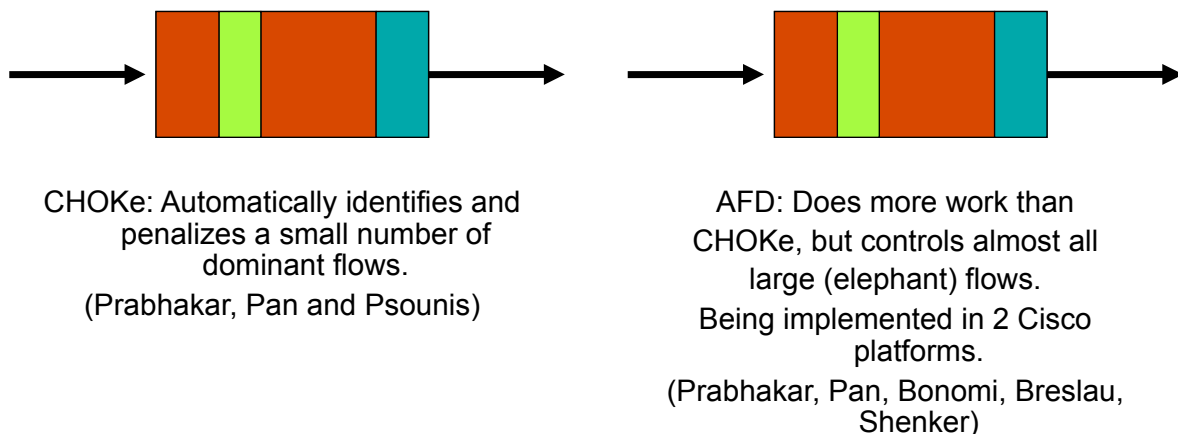 CHOKe: Automatically identifies and
penalizes a small number of
dominant flows.
(Prabhakar, Pan and Psounis)
AFD: Does more work than
CHOKe, but controls almost all
large (elephant) flows.
Being implemented in 2 Cisco
platforms.
(Prabhakar, Pan, Bonomi, Breslau,
Shenker)